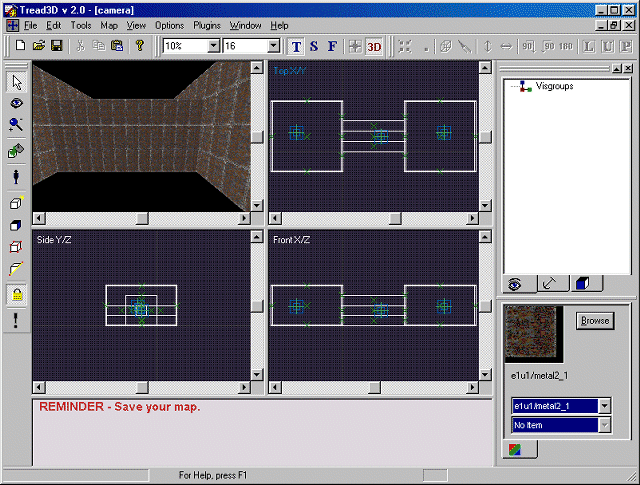 Tread3D v 2.0 - [camera]
File Edit Tools Map View Options Plugins Window ? Help
10% 16 T S F 3D 90 90 180 L U P
Top X/Y
Visgroups
Side Y/Z
Front X/Z
Browse
e1u1/metal2_1
e1u1/metal2_1
No Item
REMINDER - Save your map.
For Help, press F1